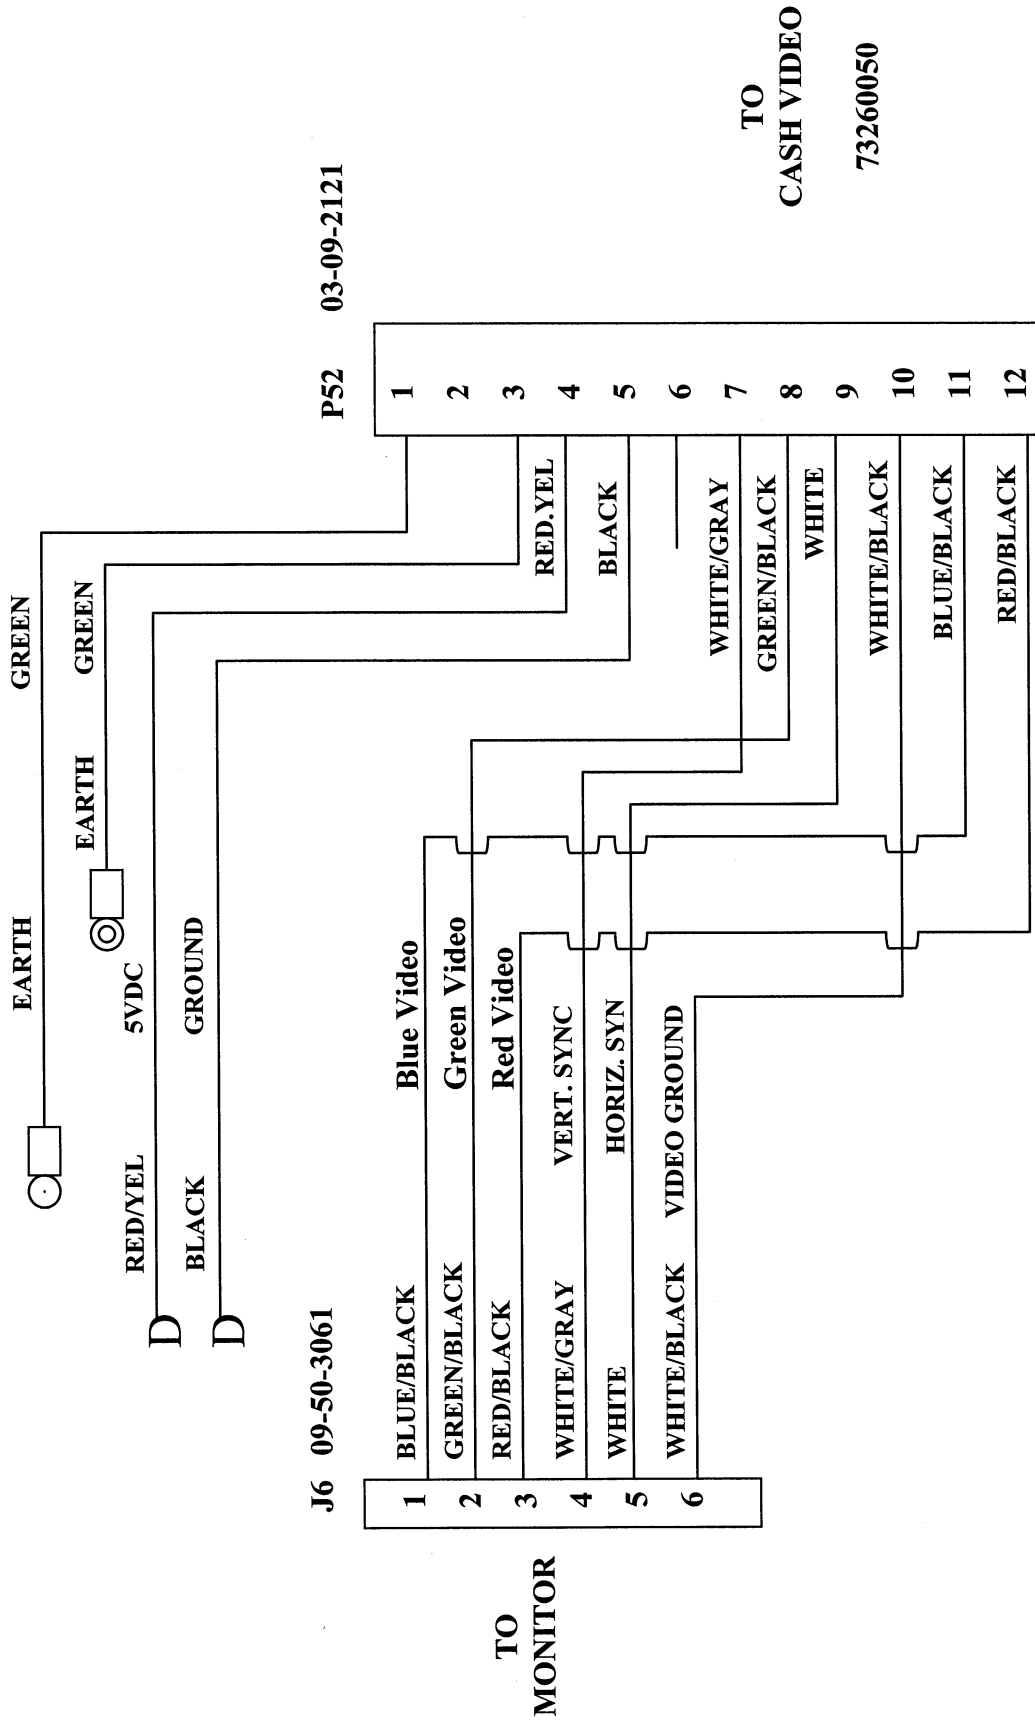 EARTH GREEN
EARTH GREEN
RED/YEL 5VDC
D
BLACK GROUND
D
J6 09-50-3061
P52 03-09-2121
TO
MONITOR
1
2
3
4
5
6
BLUE/BLACK Blue Video
GREEN/BLACK Green Video
RED/BLACK Red Video
WHITE/GRAY VERT. SYNC
WHITE HORIZ. SYN
WHITE/BLACK VIDEO GROUND
RED.YEL
BLACK
WHITE/GRAY
GREEN/BLACK
WHITE
WHITE/BLACK
BLUE/BLACK
RED/BLACK
1
2
3
4
5
6
7
8
9
10
11
12
TO
CASH VIDEO
73260050